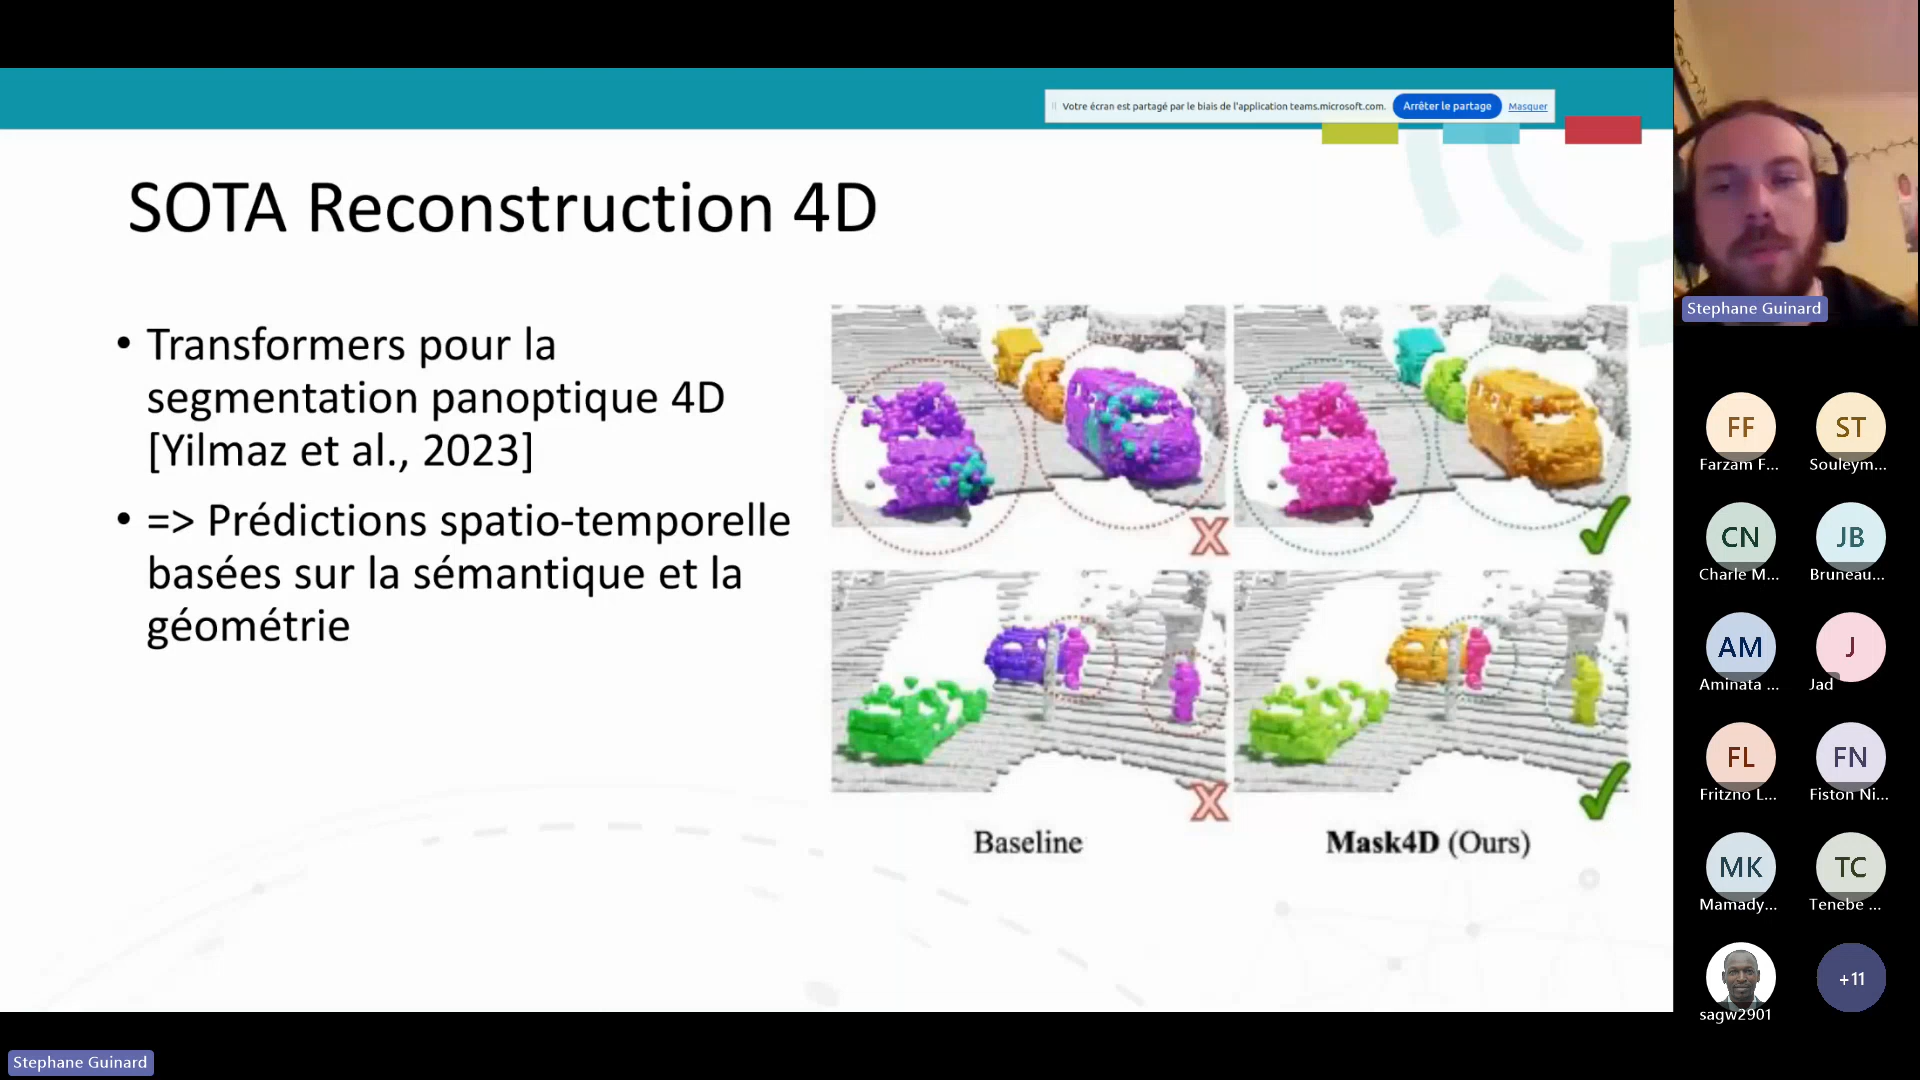 Votre écran est partagé par le biais de l'application teams.microsoft.com.
Arrêter le partage
Masquer
SOTA Reconstruction 4D
• Transformers pour la
segmentation panoptique 4D
[Yilmaz et al., 2023]
• => Prédictions spatio-temporelle
basées sur la sémantique et la
géométrie
X
X
Baseline
Mask4D (Ours)
Stephane Guinard
FF
Farzam F...
ST
Souleym...
CN
Charle M...
JB
Bruneau...
AM
Aminata ...
J
Jad
FL
Fritzno L...
FN
Fiston Ni...
MK
Mamady...
TC
Tenebe ...
sagw2901
+11
Stephane Guinard